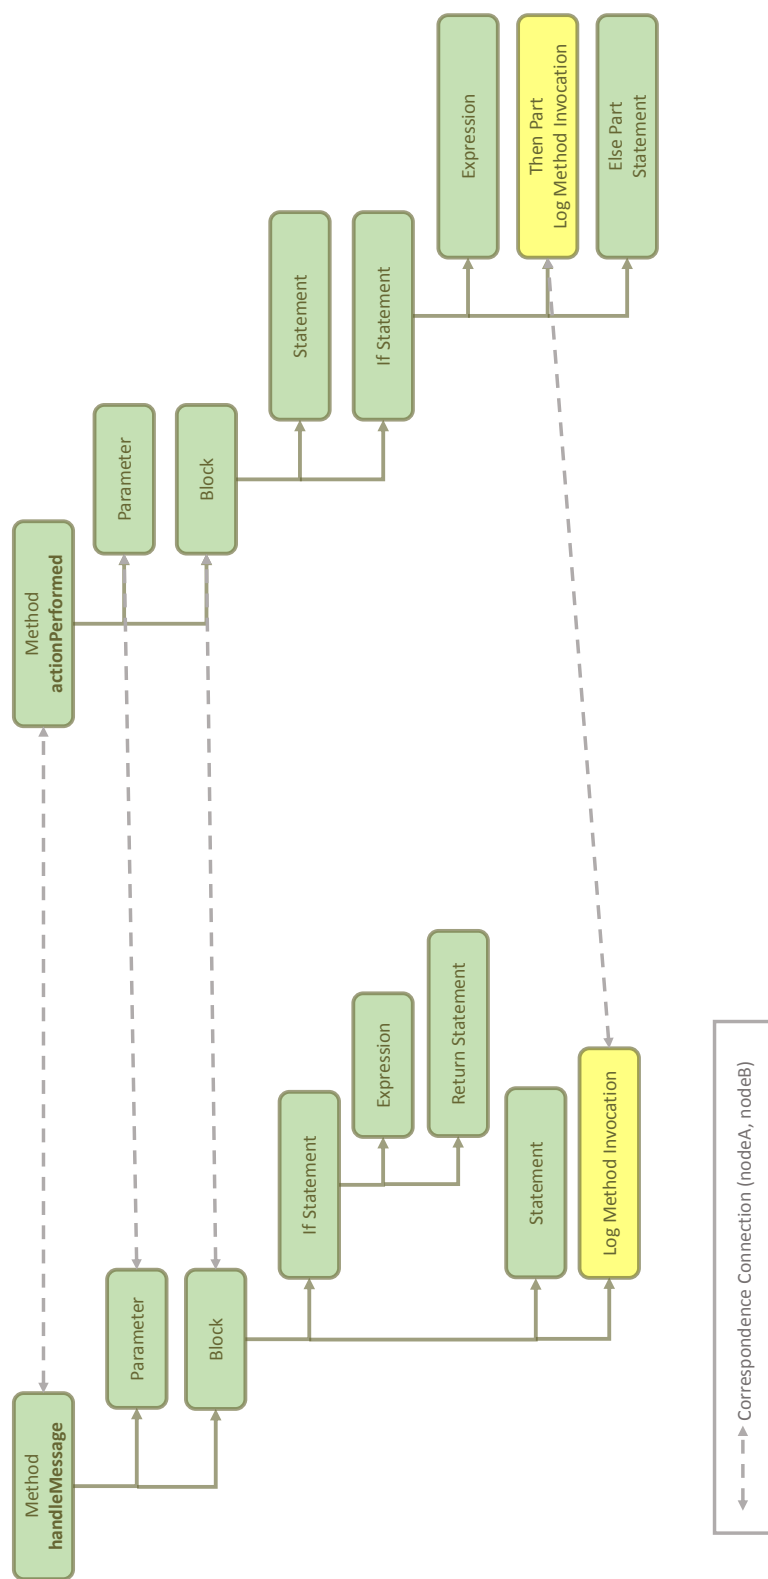 Method
handleMessage
Parameter
Block
If Statement
Expression
Return Statement
Statement
Log Method Invocation
Method
actionPerformed
Parameter
Block
Statement
If Statement
Expression
Then Part
Log Method Invocation
Else Part
Statement
Correspondence Connection (nodeA, nodeB)